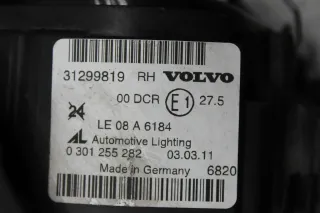 31299819 RH VOLVO
00 DCR E1 27.5
24
LE 08 A 6184
AL Automotive Lighting
0 301 255 282 03.03.11
Made in Germany 6820